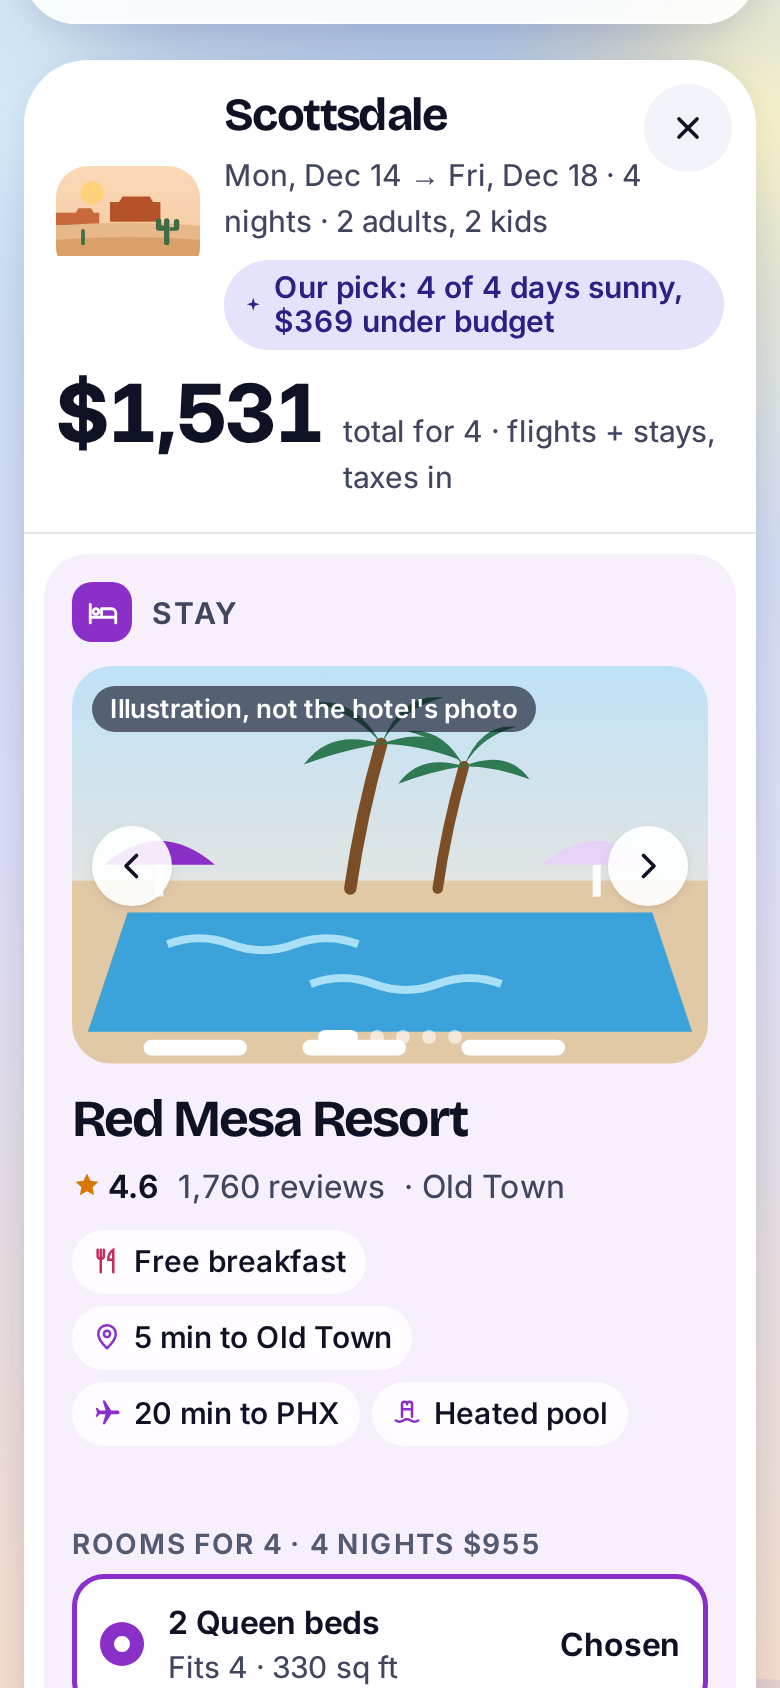 Scottsdale
Mon, Dec 14 → Fri, Dec 18 · 4
nights · 2 adults, 2 kids
Our pick: 4 of 4 days sunny,
$369 under budget
$1,531 total for 4 · flights + stays,
taxes in
STAY
Illustration, not the hotel's photo
Red Mesa Resort
4.6 1,760 reviews · Old Town
Free breakfast
5 min to Old Town
20 min to PHX Heated pool
ROOMS FOR 4 · 4 NIGHTS $955
2 Queen beds
Chosen
Fits 4 · 330 sq ft